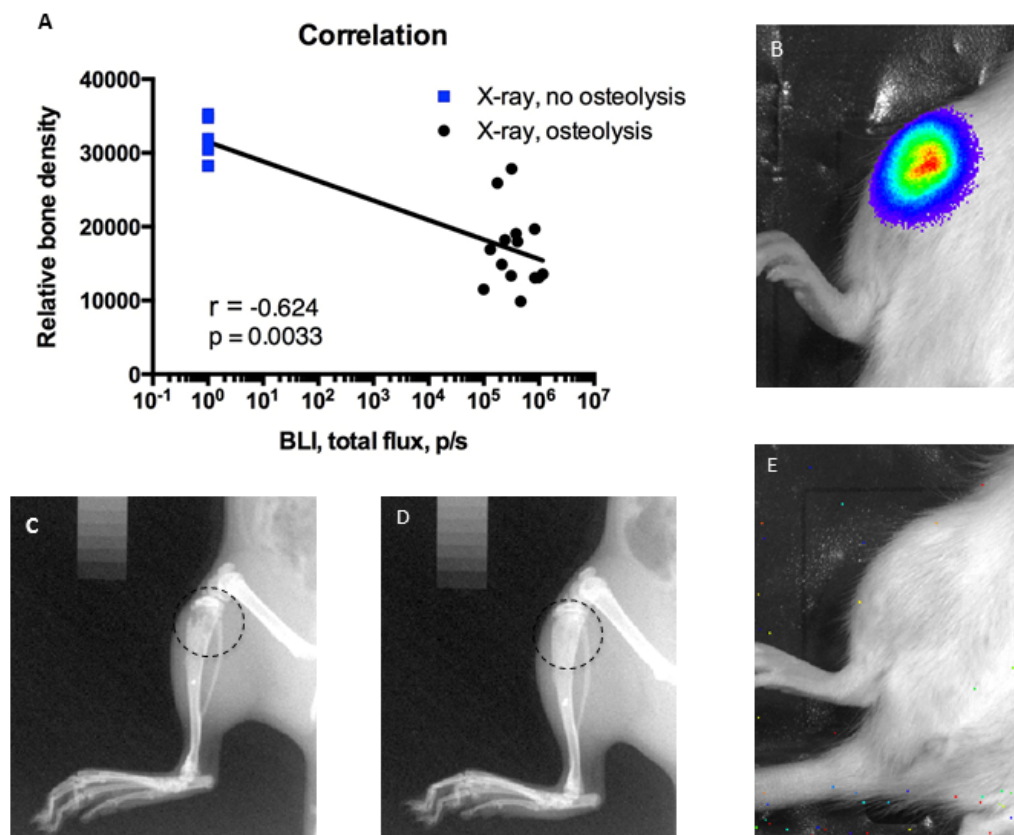 A
Correlation
40000
30000
20000
10000
0
Relative bone density
X-ray, no osteolysis
X-ray, osteolysis
r = -0.624
p = 0.0033
10⁻¹ 10⁰ 10¹ 10² 10³ 10⁴ 10⁵ 10⁶ 10⁷
BLI, total flux, p/s
B
C
D
E